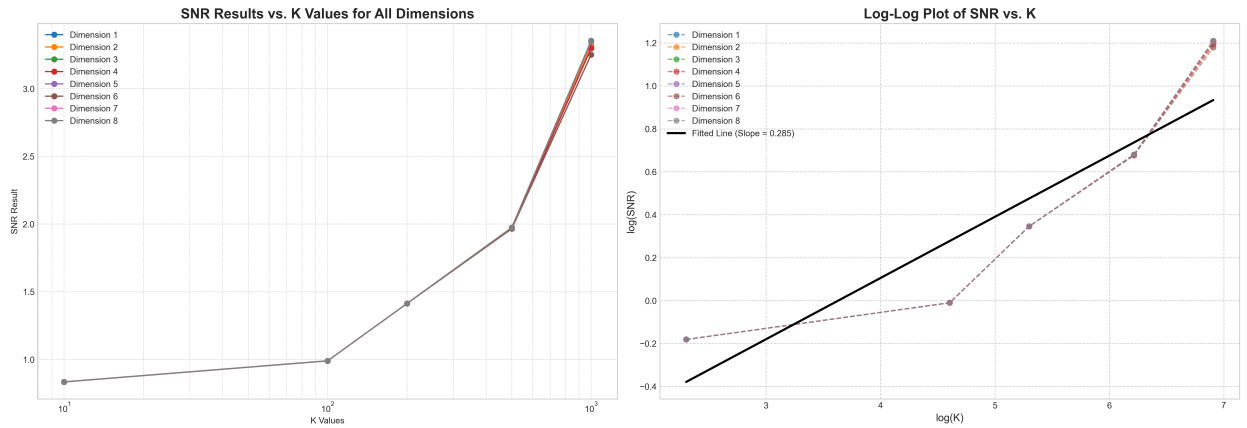 SNR Results vs. K Values for All Dimensions
Dimension 1
Dimension 2
Dimension 3
Dimension 4
Dimension 5
Dimension 6
Dimension 7
Dimension 8
3.0
2.5
2.0
1.5
1.0
SNR Result
10¹
10²
10³
K Values
Log-Log Plot of SNR vs. K
Dimension 1
Dimension 2
Dimension 3
Dimension 4
Dimension 5
Dimension 6
Dimension 7
Dimension 8
Fitted Line (Slope = 0.285)
1.2
1.0
0.8
0.6
0.4
0.2
0.0
−0.2
−0.4
log(SNR)
3
4
5
6
7
log(K)